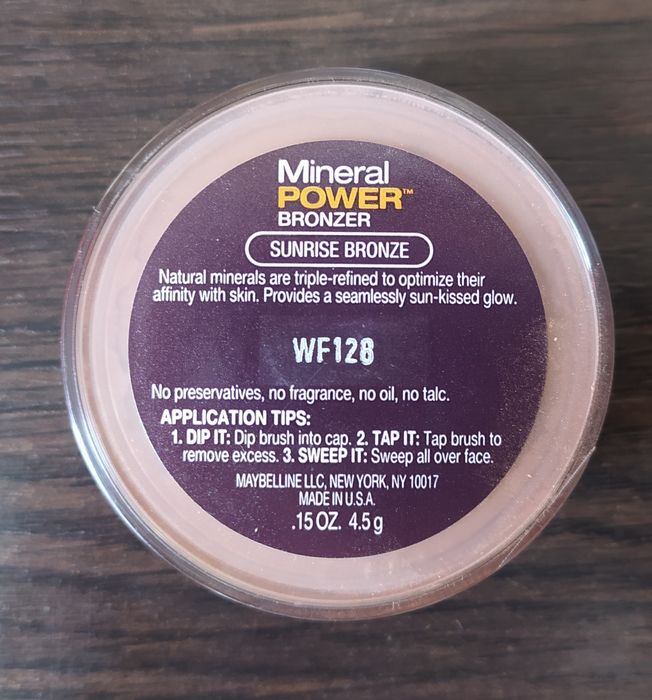 Mineral
POWER™
BRONZER
SUNRISE BRONZE
Natural minerals are triple-refined to optimize their
affinity with skin. Provides a seamlessly sun-kissed glow.
WF128
No preservatives, no fragrance, no oil, no talc.
APPLICATION TIPS:
1. DIP IT: Dip brush into cap. 2. TAP IT: Tap brush to
remove excess. 3. SWEEP IT: Sweep all over face.
MAYBELLINE LLC, NEW YORK, NY 10017
MADE IN U.S.A.
.15 OZ. 4.5 g